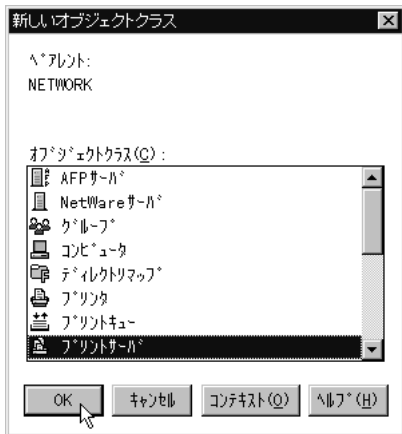 新しいオブジェクトクラス
ﾍﾟｱﾚﾝﾄ:
NETWORK
ｵﾌﾞｼﾞｪｸﾄｸﾗｽ(C) :
AFPｻｰﾊﾞ
NetWareｻｰﾊﾞ
ｸﾞﾙｰﾌﾟ
ｺﾝﾋﾟｭｰﾀ
ﾃﾞｨﾚｸﾄﾘﾏｯﾌﾟ
ﾌﾟﾘﾝﾀ
ﾌﾟﾘﾝﾄｷｭｰ
ﾌﾟﾘﾝﾄｻｰﾊﾞ
OK ｷｬﾝｾﾙ ｺﾝﾃｷｽﾄ(O) ﾍﾙﾌﾟ(H)